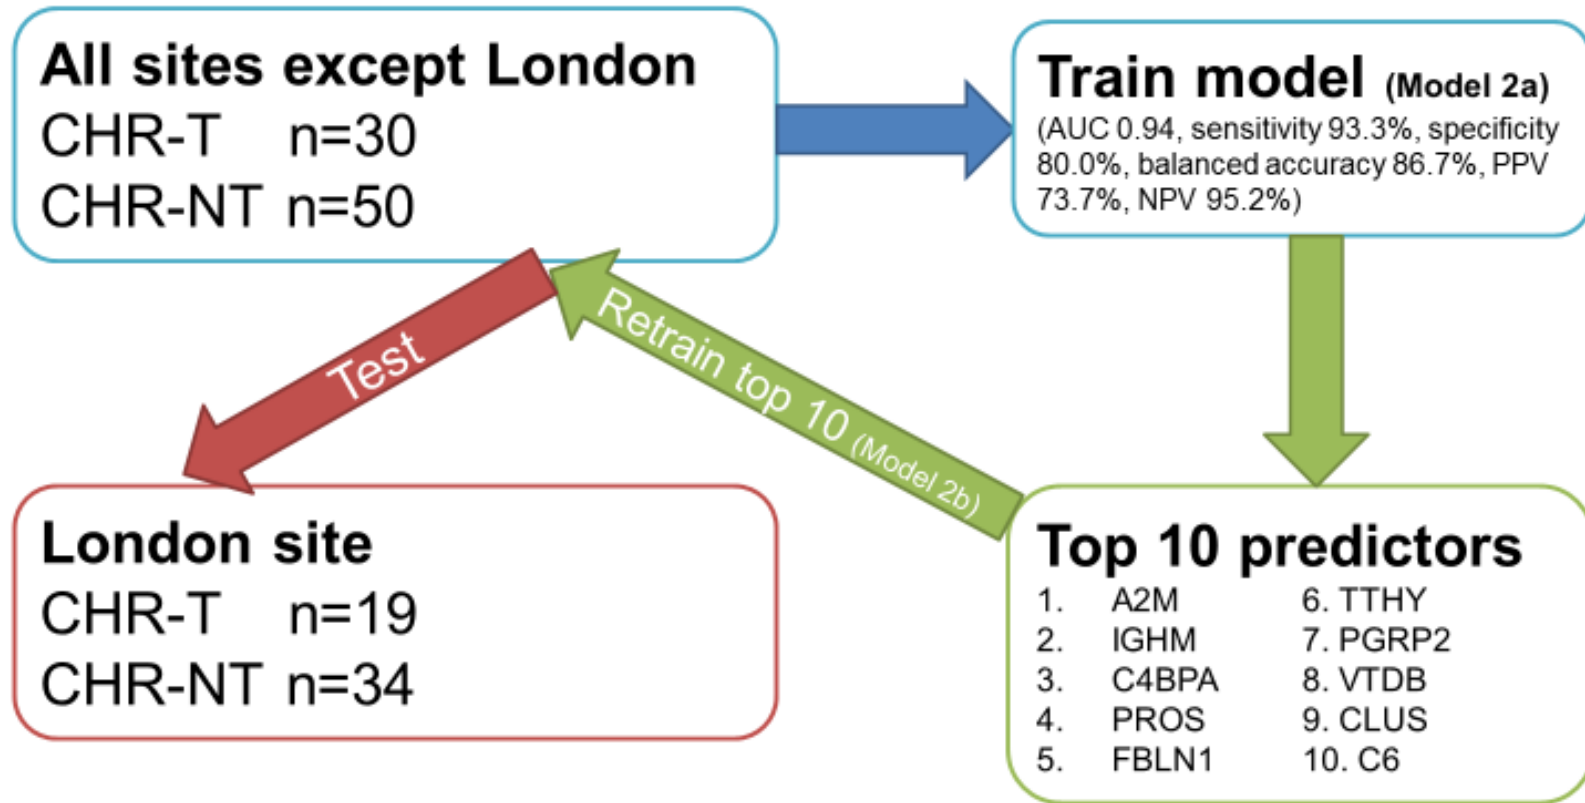 All sites except London
CHR-T n=30
CHR-NT n=50
Train model (Model 2a)
(AUC 0.94, sensitivity 93.3%, specificity
80.0%, balanced accuracy 86.7%, PPV
73.7%, NPV 95.2%)
Test
Retrain top 10 (Model 2b)
London site
CHR-T n=19
CHR-NT n=34
Top 10 predictors
1. A2M
2. IGHM
3. C4BPA
4. PROS
5. FBLN1
6. TTHY
7. PGRP2
8. VTDB
9. CLUS
10. C6